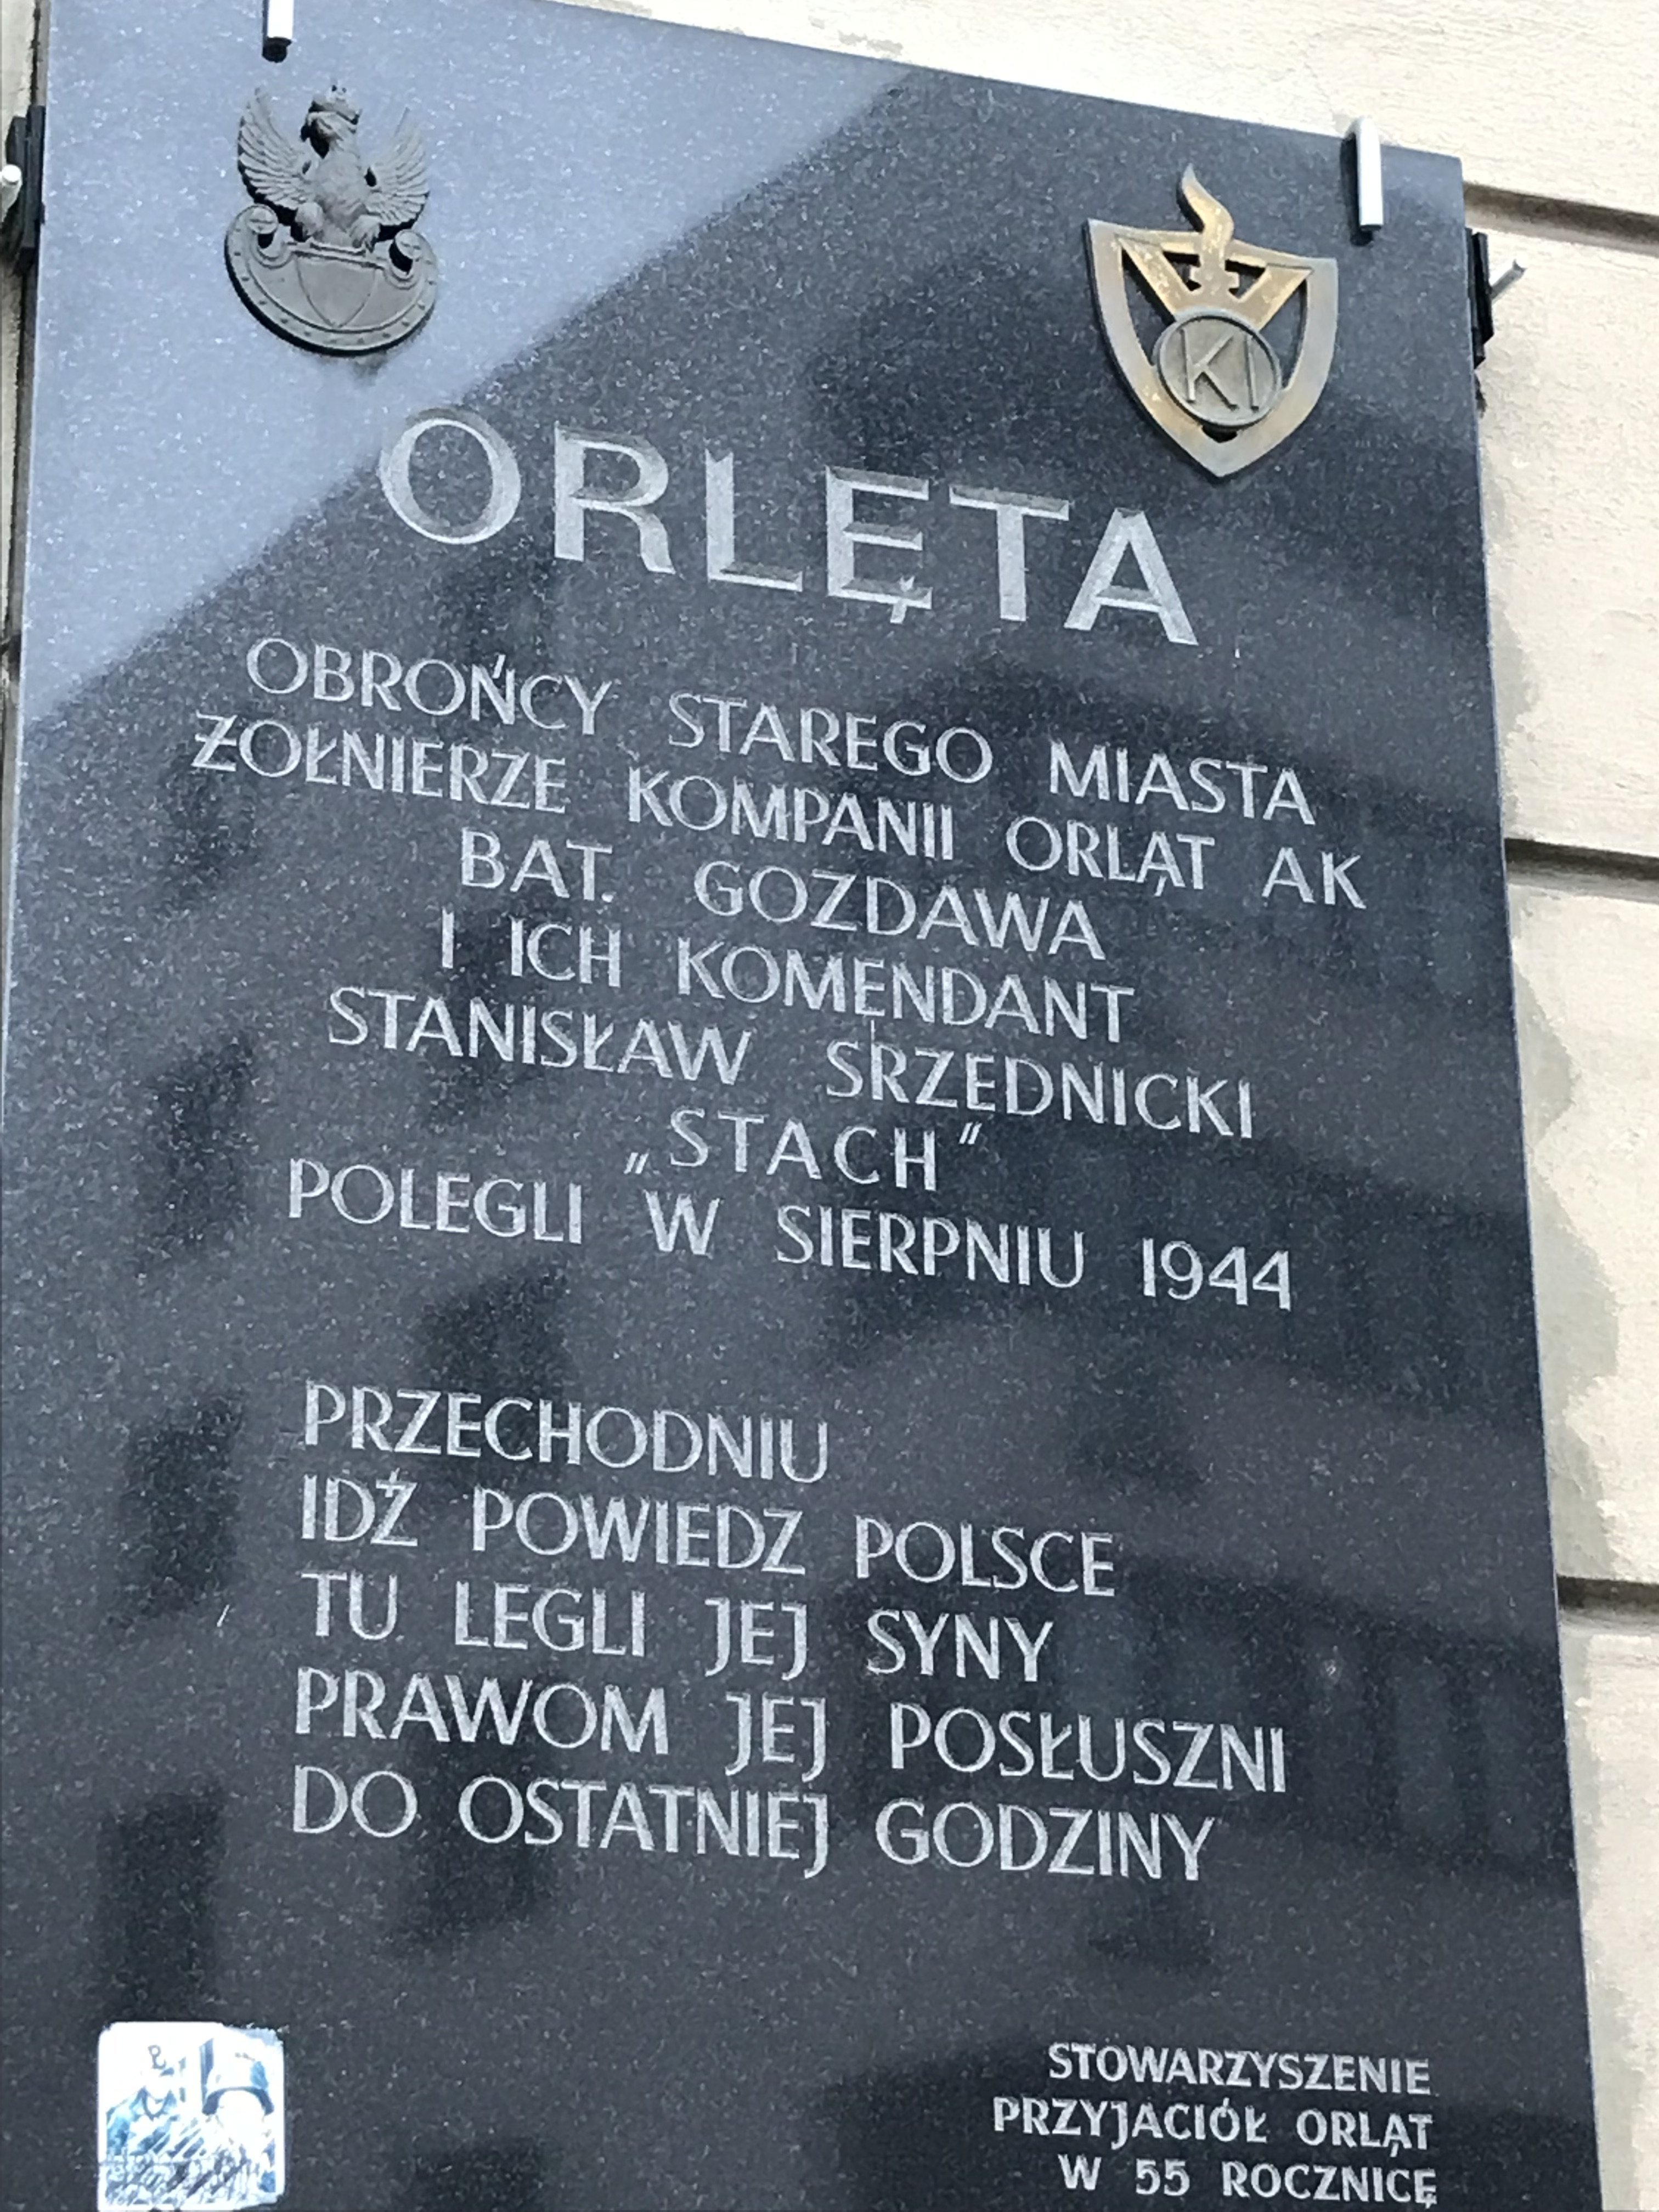 KI
ORLĘTA
OBROŃCY STAREGO MIASTA
ŻOŁNIERZE KOMPANII ORLĄT AK
BAT. GOZDAWA
I ICH KOMENDANT
STANISŁAW SRZEDNICKI
„STACH"
POLEGLI W SIERPNIU 1944
PRZECHODNIU
IDŹ POWIEDZ POLSCE
TU LEGLI JEJ SYNY
PRAWOM JEJ POSŁUSZNI
DO OSTATNIEJ GODZINY
STOWARZYSZENIE
PRZYJACIÓŁ ORLĄT
W 55 ROCZNICĘ